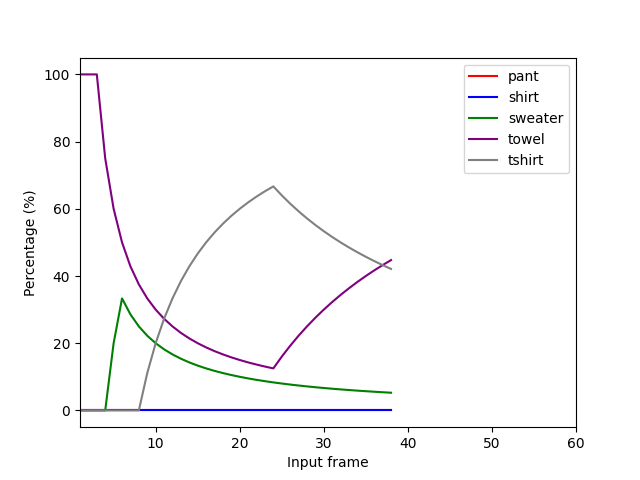 100
80
60
40
20
0
Percentage (%)
10 20 30 40 50 60
Input frame
pant
shirt
sweater
towel
tshirt